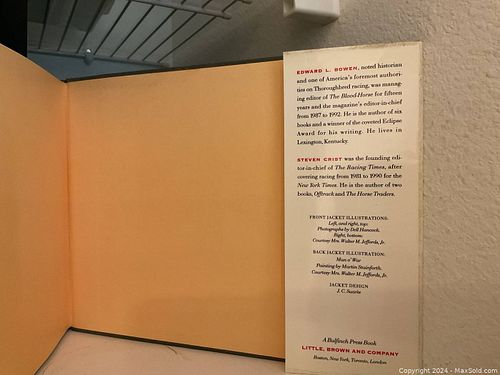 EDWARD L. BOWEN, noted historian
and one of America's foremost authori-
ties on Thoroughbred racing, was manag-
ing editor of The Blood-Horse for fifteen
years and the magazine's editor-in-chief
from 1987 to 1992. He is the author of six
books and a winner of the coveted Eclipse
Award for his writing. He lives in
Lexington, Kentucky.
STEVEN CRIST was the founding edi-
tor-in-chief of The Racing Times, after
covering racing from 1981 to 1990 for the
New York Times. He is the author of two
books, Offtrack and The Horse Traders.
FRONT JACKET ILLUSTRATIONS:
Left, and right, top:
Photographs by Dell Hancock.
Right, bottom:
Courtesy Mrs. Walter M. Jeffords, Jr.
BACK JACKET ILLUSTRATION:
Man o' War
Painting by Martin Stainforth.
Courtesy Mrs. Walter M. Jeffords, Jr.
JACKET DESIGN
J. C. Suarès
A Bulfinch Press Book
LITTLE, BROWN AND COMPANY
Boston, New York, Toronto, London
Copyright 2024 - MaxSold.com